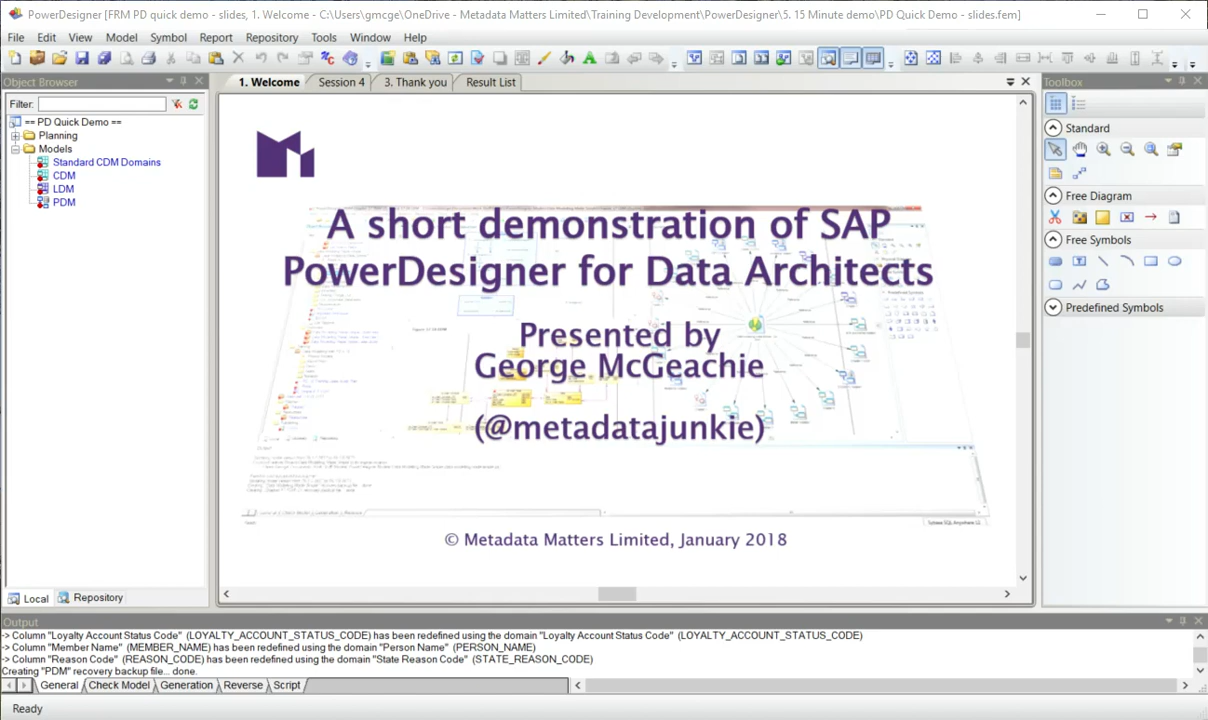 PowerDesigner [FRM PD quick demo - slides, 1. Welcome - C:\Users\gmcge\OneDrive - Metadata Matters Limited\Training Development\PowerDesigner\5. 15 Minute demo\PD Quick Demo - slides.fem]
File Edit View Model Symbol Report Repository Tools Window Help
Object Browser
1. Welcome Session 4 3. Thank you Result List
Toolbox
Filter:
== PD Quick Demo ==
Planning
Models
Standard CDM Domains
CDM
LDM
PDM
Standard
Free Diagram
Free Symbols
Predefined Symbols
A short demonstration of SAP
PowerDesigner for Data Architects
Presented by
George McGeachie
(@metadatajunkie)
© Metadata Matters Limited, January 2018
Local Repository
Output
-> Column "Loyalty Account Status Code" (LOYALTY_ACCOUNT_STATUS_CODE) has been redefined using the domain "Loyalty Account Status Code" (LOYALTY_ACCOUNT_STATUS_CODE)
-> Column "Member Name" (MEMBER_NAME) has been redefined using the domain "Person Name" (PERSON_NAME)
-> Column "Reason Code" (REASON_CODE) has been redefined using the domain "State Reason Code" (STATE_REASON_CODE)
Creating "PDM" recovery backup file... done.
General Check Model Generation Reverse Script
Ready